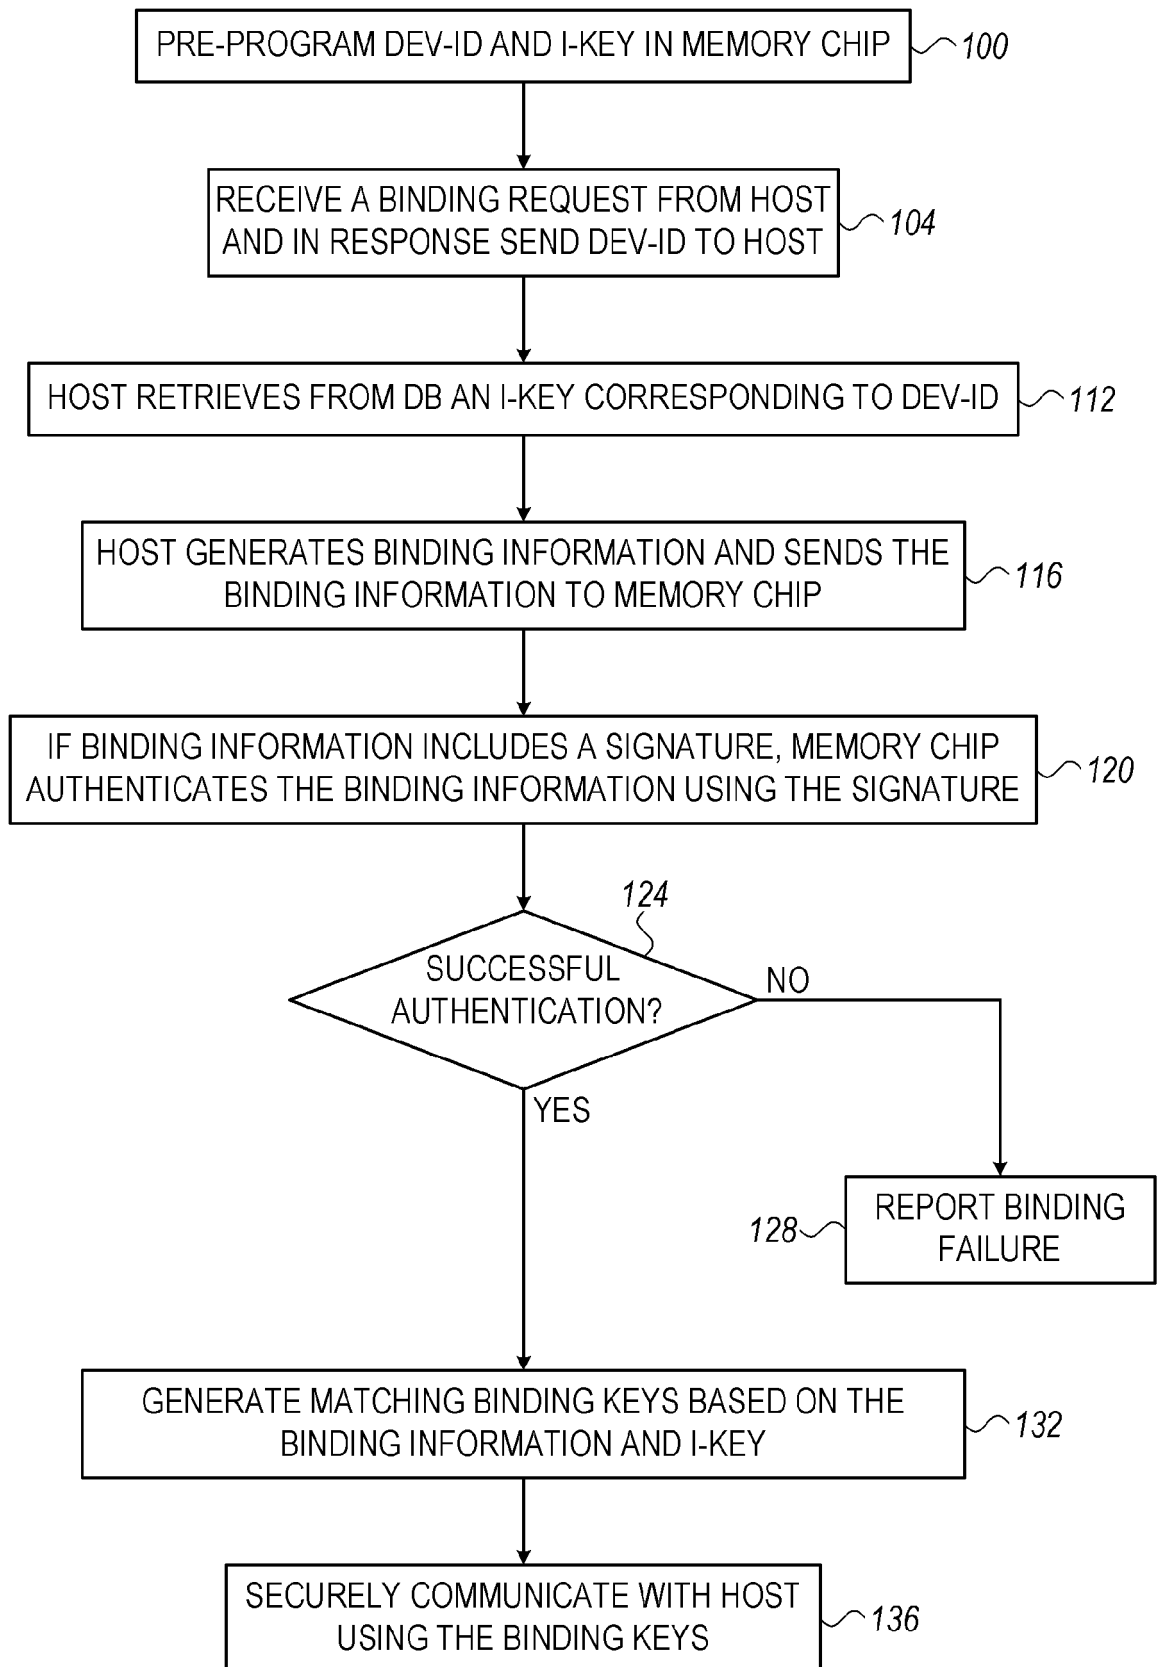 PRE-PROGRAM DEV-ID AND I-KEY IN MEMORY CHIP
100
RECEIVE A BINDING REQUEST FROM HOST
AND IN RESPONSE SEND DEV-ID TO HOST
104
HOST RETRIEVES FROM DB AN I-KEY CORRESPONDING TO DEV-ID
112
HOST GENERATES BINDING INFORMATION AND SENDS THE
BINDING INFORMATION TO MEMORY CHIP
116
IF BINDING INFORMATION INCLUDES A SIGNATURE, MEMORY CHIP
AUTHENTICATES THE BINDING INFORMATION USING THE SIGNATURE
120
124
SUCCESSFUL
AUTHENTICATION?
NO
YES
REPORT BINDING
FAILURE
128
GENERATE MATCHING BINDING KEYS BASED ON THE
BINDING INFORMATION AND I-KEY
132
SECURELY COMMUNICATE WITH HOST
USING THE BINDING KEYS
136